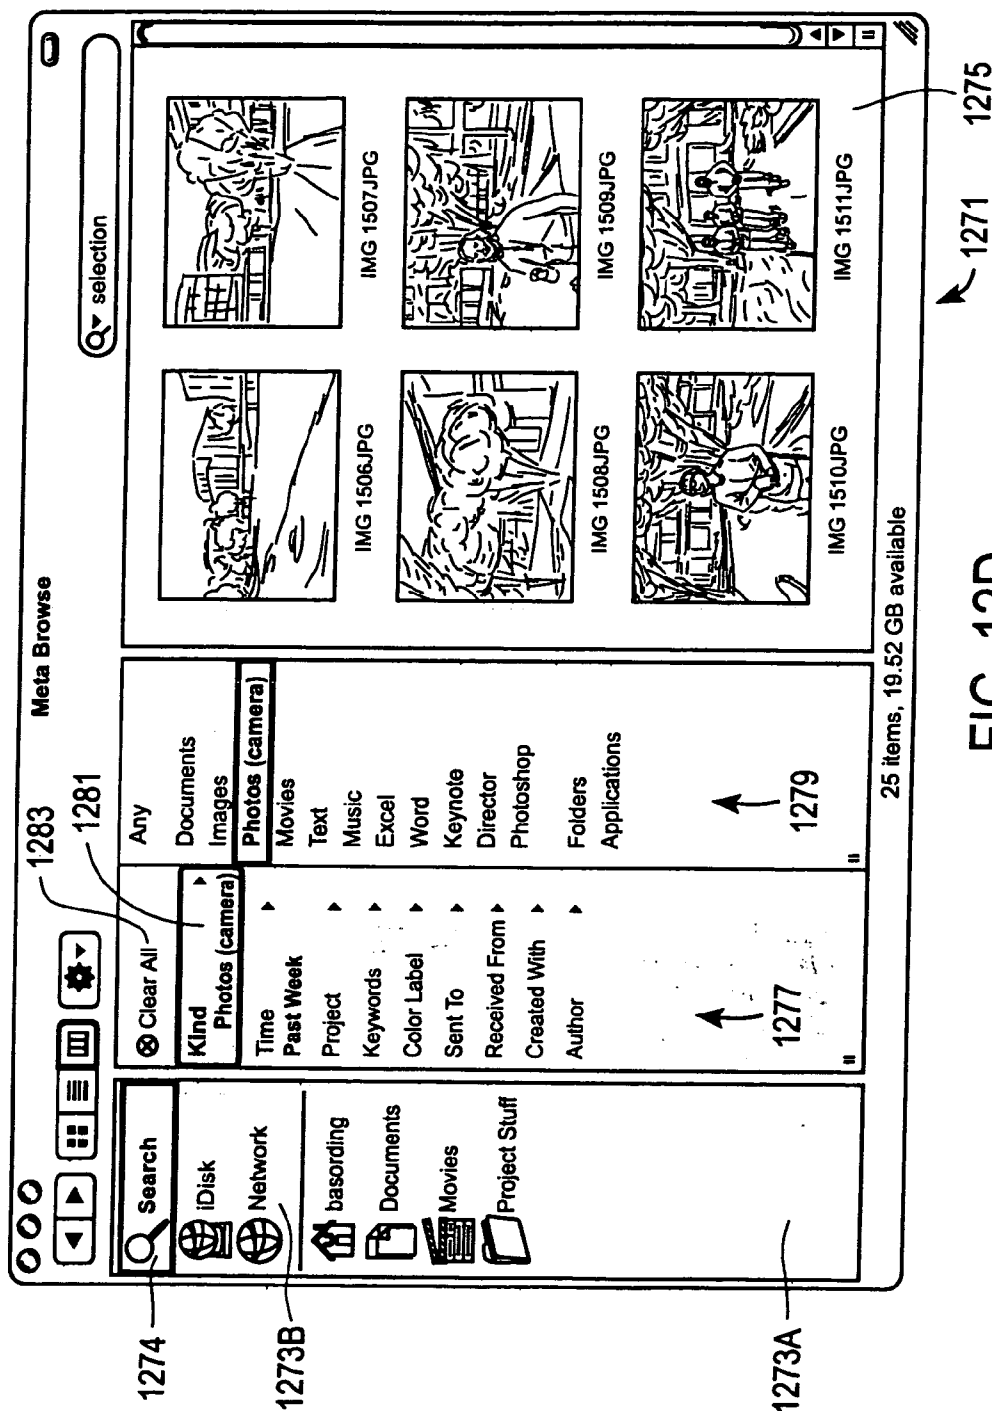 1283
1281
Meta Browse
selection
1274
Search
iDisk
Network
1273B
basording
Documents
Movies
Project Stuff
1273A
Clear All
Kind
Photos (camera)
Time
Past Week
Project
Keywords
Color Label
Sent To
Received From
Created With
Author
1277
Any
Documents
Images
Photos (camera)
Movies
Text
Music
Excel
Word
Keynote
Director
Photoshop
Folders
Applications
1279
IMG 1506JPG
IMG 1507JPG
IMG 1508JPG
IMG 1509JPG
IMG 1510JPG
IMG 1511JPG
25 items, 19.52 GB available
1271
1275